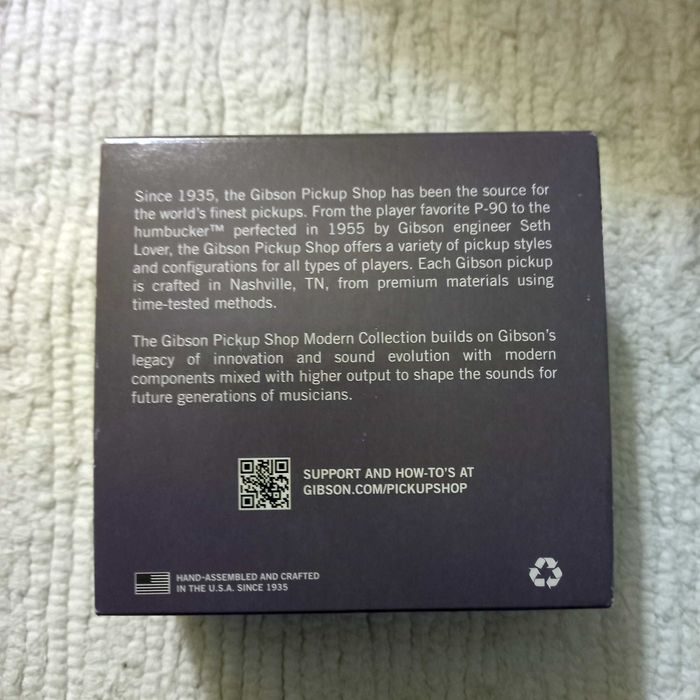 Since 1935, the Gibson Pickup Shop has been the source for
the world's finest pickups. From the player favorite P-90 to the
humbucker™ perfected in 1955 by Gibson engineer Seth
Lover, the Gibson Pickup Shop offers a variety of pickup styles
and configurations for all types of players. Each Gibson pickup
is crafted in Nashville, TN, from premium materials using
time-tested methods.
The Gibson Pickup Shop Modern Collection builds on Gibson's
legacy of innovation and sound evolution with modern
components mixed with higher output to shape the sounds for
future generations of musicians.
SUPPORT AND HOW-TO'S AT
GIBSON.COM/PICKUPSHOP
HAND-ASSEMBLED AND CRAFTED
IN THE U.S.A. SINCE 1935